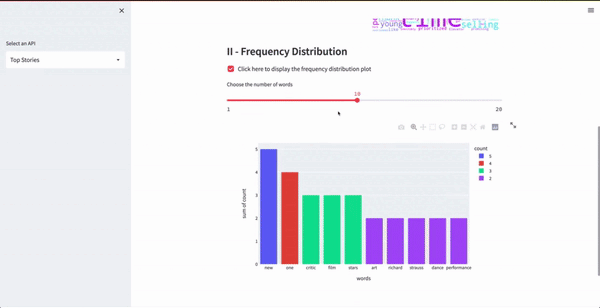 Select an API
Top Stories
young time selling
II - Frequency Distribution
Click here to display the frequency distribution plot
Choose the number of words
10
1 20
count
5
4
3
2
sum of count
5
4
3
2
1
0
new one critic film stars art richard strauss dance performance
words